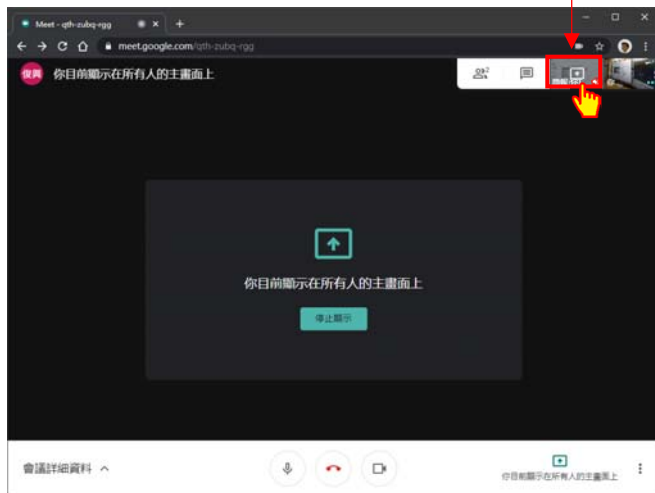 Meet - qth-zubq-rgg
meet.google.com/qth-zubq-rgg
復興 你目前顯示在所有人的主畫面上
2
你目前顯示在所有人的主畫面上
停止顯示
會議詳細資料
你目前顯示在所有人的主畫面上